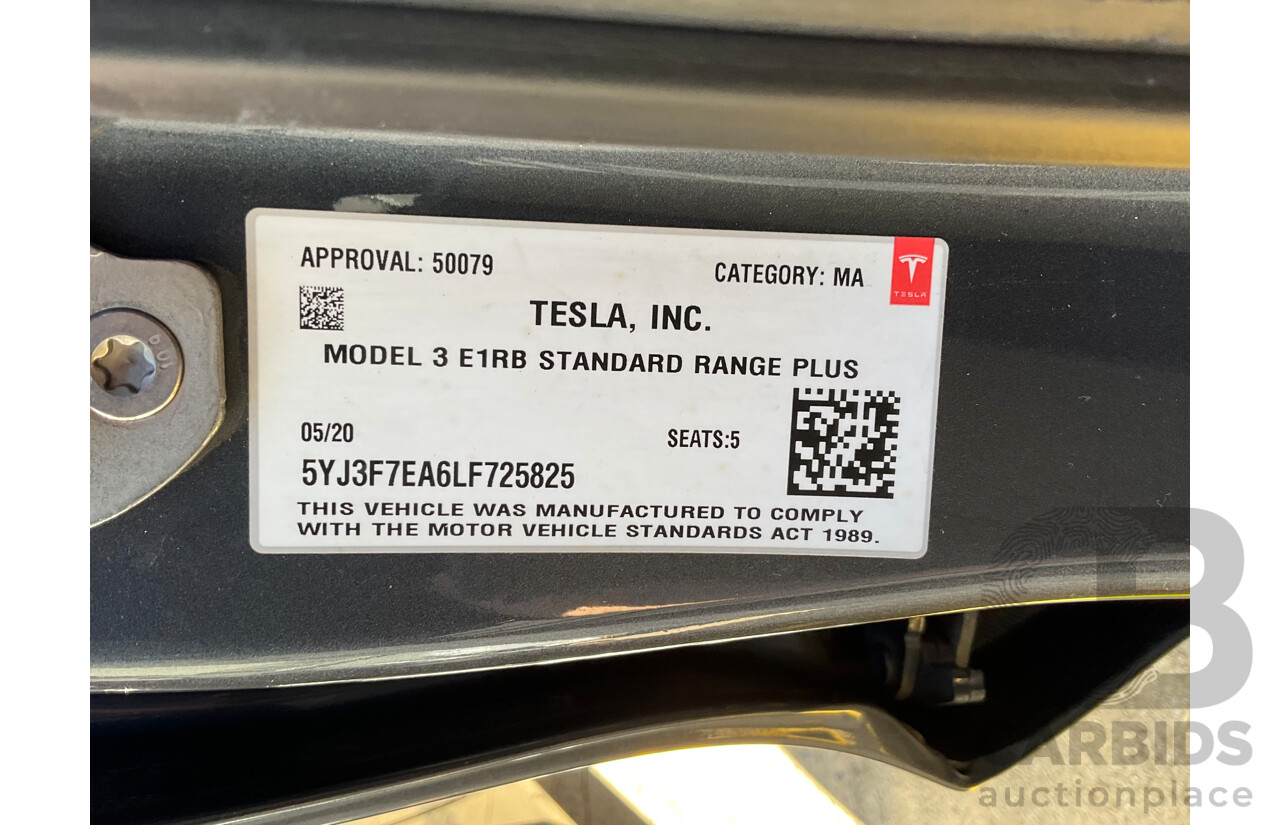 APPROVAL: 50079
CATEGORY: MA
TESLA
TESLA, INC.
MODEL 3 E1RB STANDARD RANGE PLUS
05/20
SEATS:5
5YJ3F7EA6LF725825
THIS VEHICLE WAS MANUFACTURED TO COMPLY
WITH THE MOTOR VEHICLE STANDARDS ACT 1989.
ARBIDS
auctionplace